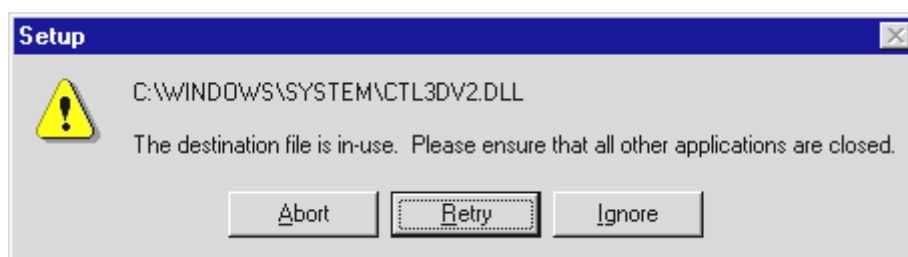 Setup
C:\WINDOWS\SYSTEM\CTL3DV2.DLL
The destination file is in-use.  Please ensure that all other applications are closed.
Abort Retry Ignore